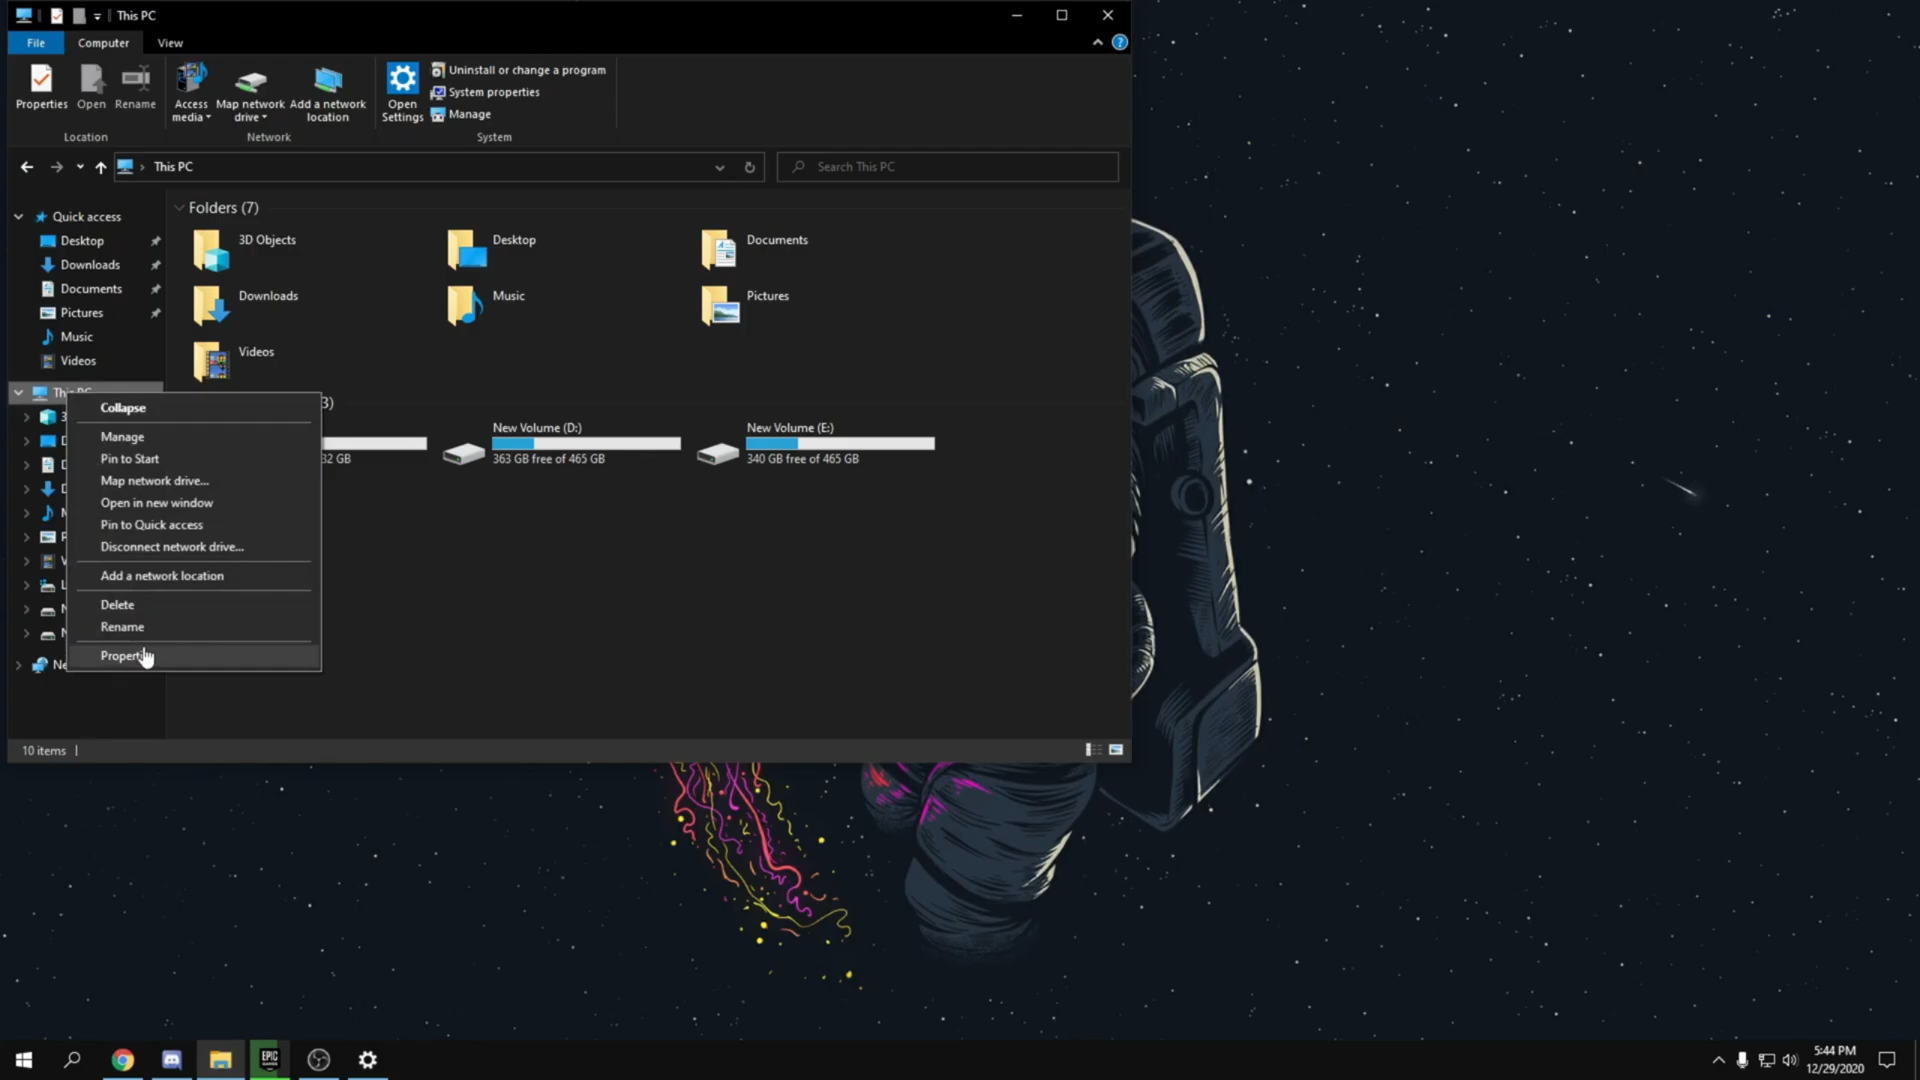 This PC
File
Computer
View
Properties
Open
Rename
Access media
Map network drive
Add a network location
Open Settings
Uninstall or change a program
System properties
Manage
Location
Network
System
This PC
Search This PC
Quick access
Desktop
Downloads
Documents
Pictures
Music
Videos
Folders (7)
3D Objects
Desktop
Documents
Downloads
Music
Pictures
Videos
3)
32 GB
New Volume (D:)
363 GB free of 465 GB
New Volume (E:)
340 GB free of 465 GB
Collapse
Manage
Pin to Start
Map network drive...
Open in new window
Pin to Quick access
Disconnect network drive...
Add a network location
Delete
Rename
10 items
EPIC GAMES
5:44 PM
12/29/2020